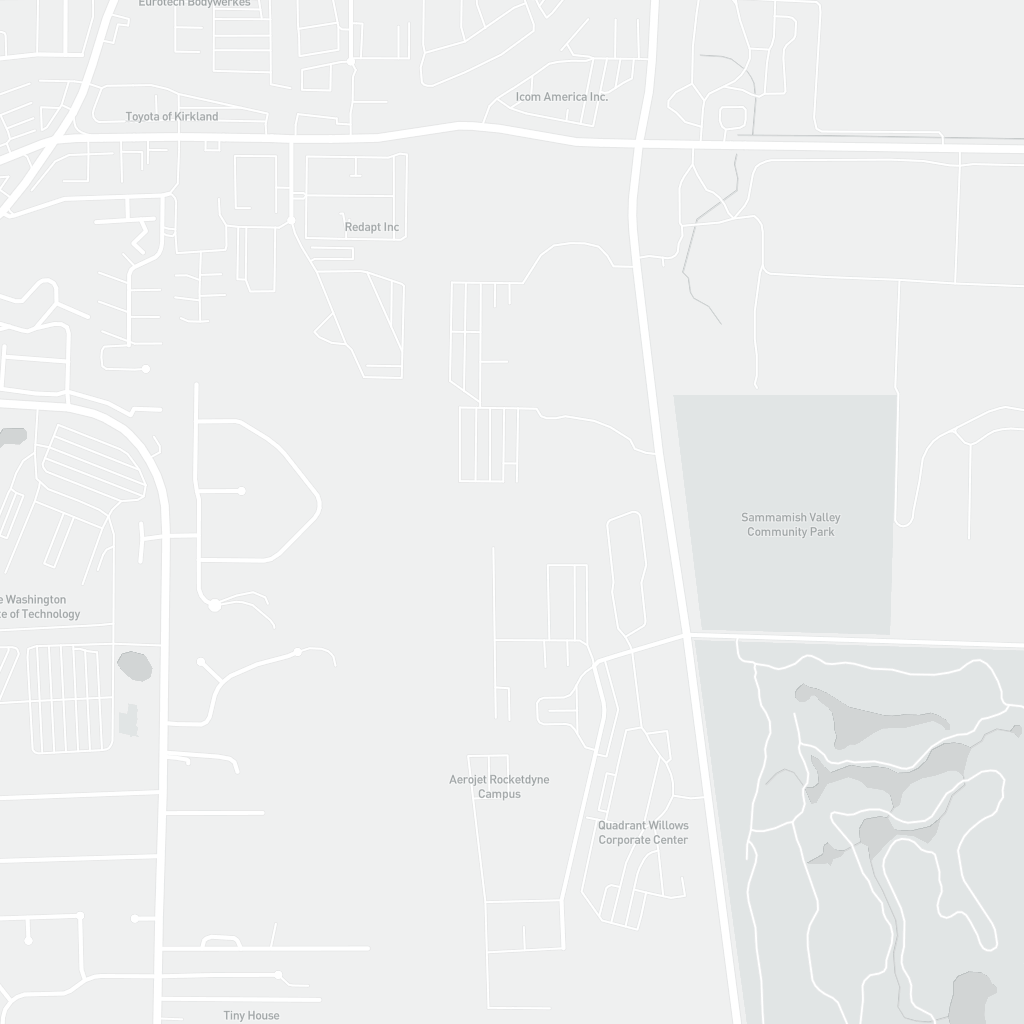 Eurotech Bodywerkes
Icom America Inc.
Toyota of Kirkland
Redapt Inc
Sammamish Valley
Community Park
e Washington
te of Technology
Aerojet Rocketdyne
Campus
Quadrant Willows
Corporate Center
Tiny House